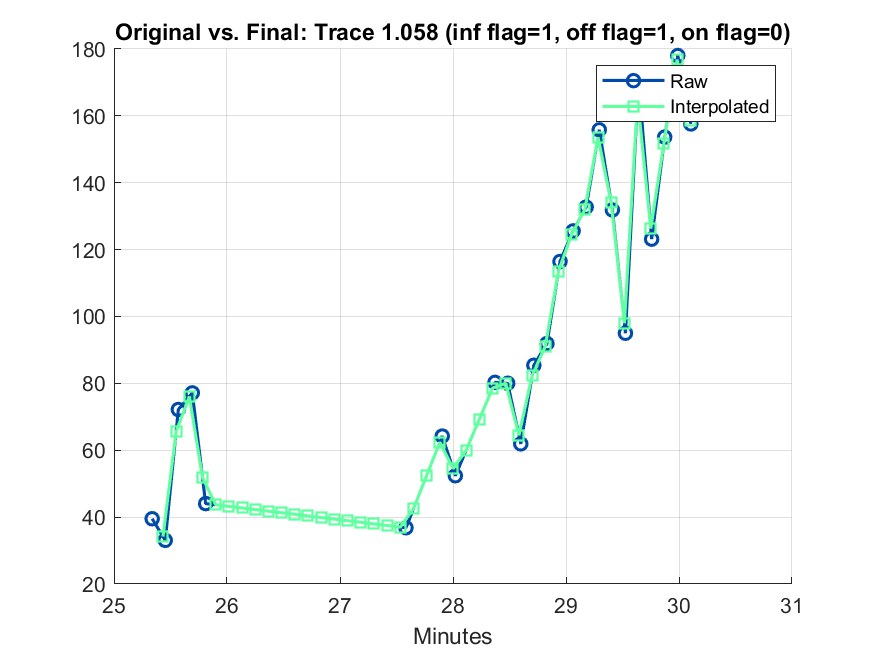 Original vs. Final: Trace 1.058 (inf flag=1, off flag=1, on flag=0)
180
160
140
120
100
80
60
40
20
Raw
Interpolated
25 26 27 28 29 30 31
Minutes